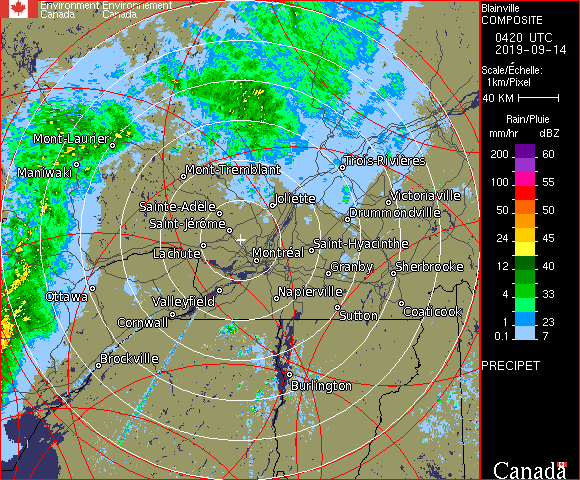 Environment Environnement
Canada Canada
Blainville
COMPOSITE
0420 UTC
2019-09-14
Scale/Échelle:
1km/Pixel
40 KM
Rain/Pluie
mm/hr dBZ
200 60
100 55
50 50
24 45
12 40
4 33
1 23
0.1 7
PRECIPET
Mont-Laurier
Maniwaki
Mont-Tremblant
Trois-Rivières
Joliette
Victoriaville
Sainte-Adèle
Drummondville
Saint-Jérôme
Lachute
Montréal
Saint-Hyacinthe
Granby
Sherbrooke
Ottawa
Valleyfield
Napierville
Cornwall
Sutton
Coaticook
Brockville
Burlington
Canada